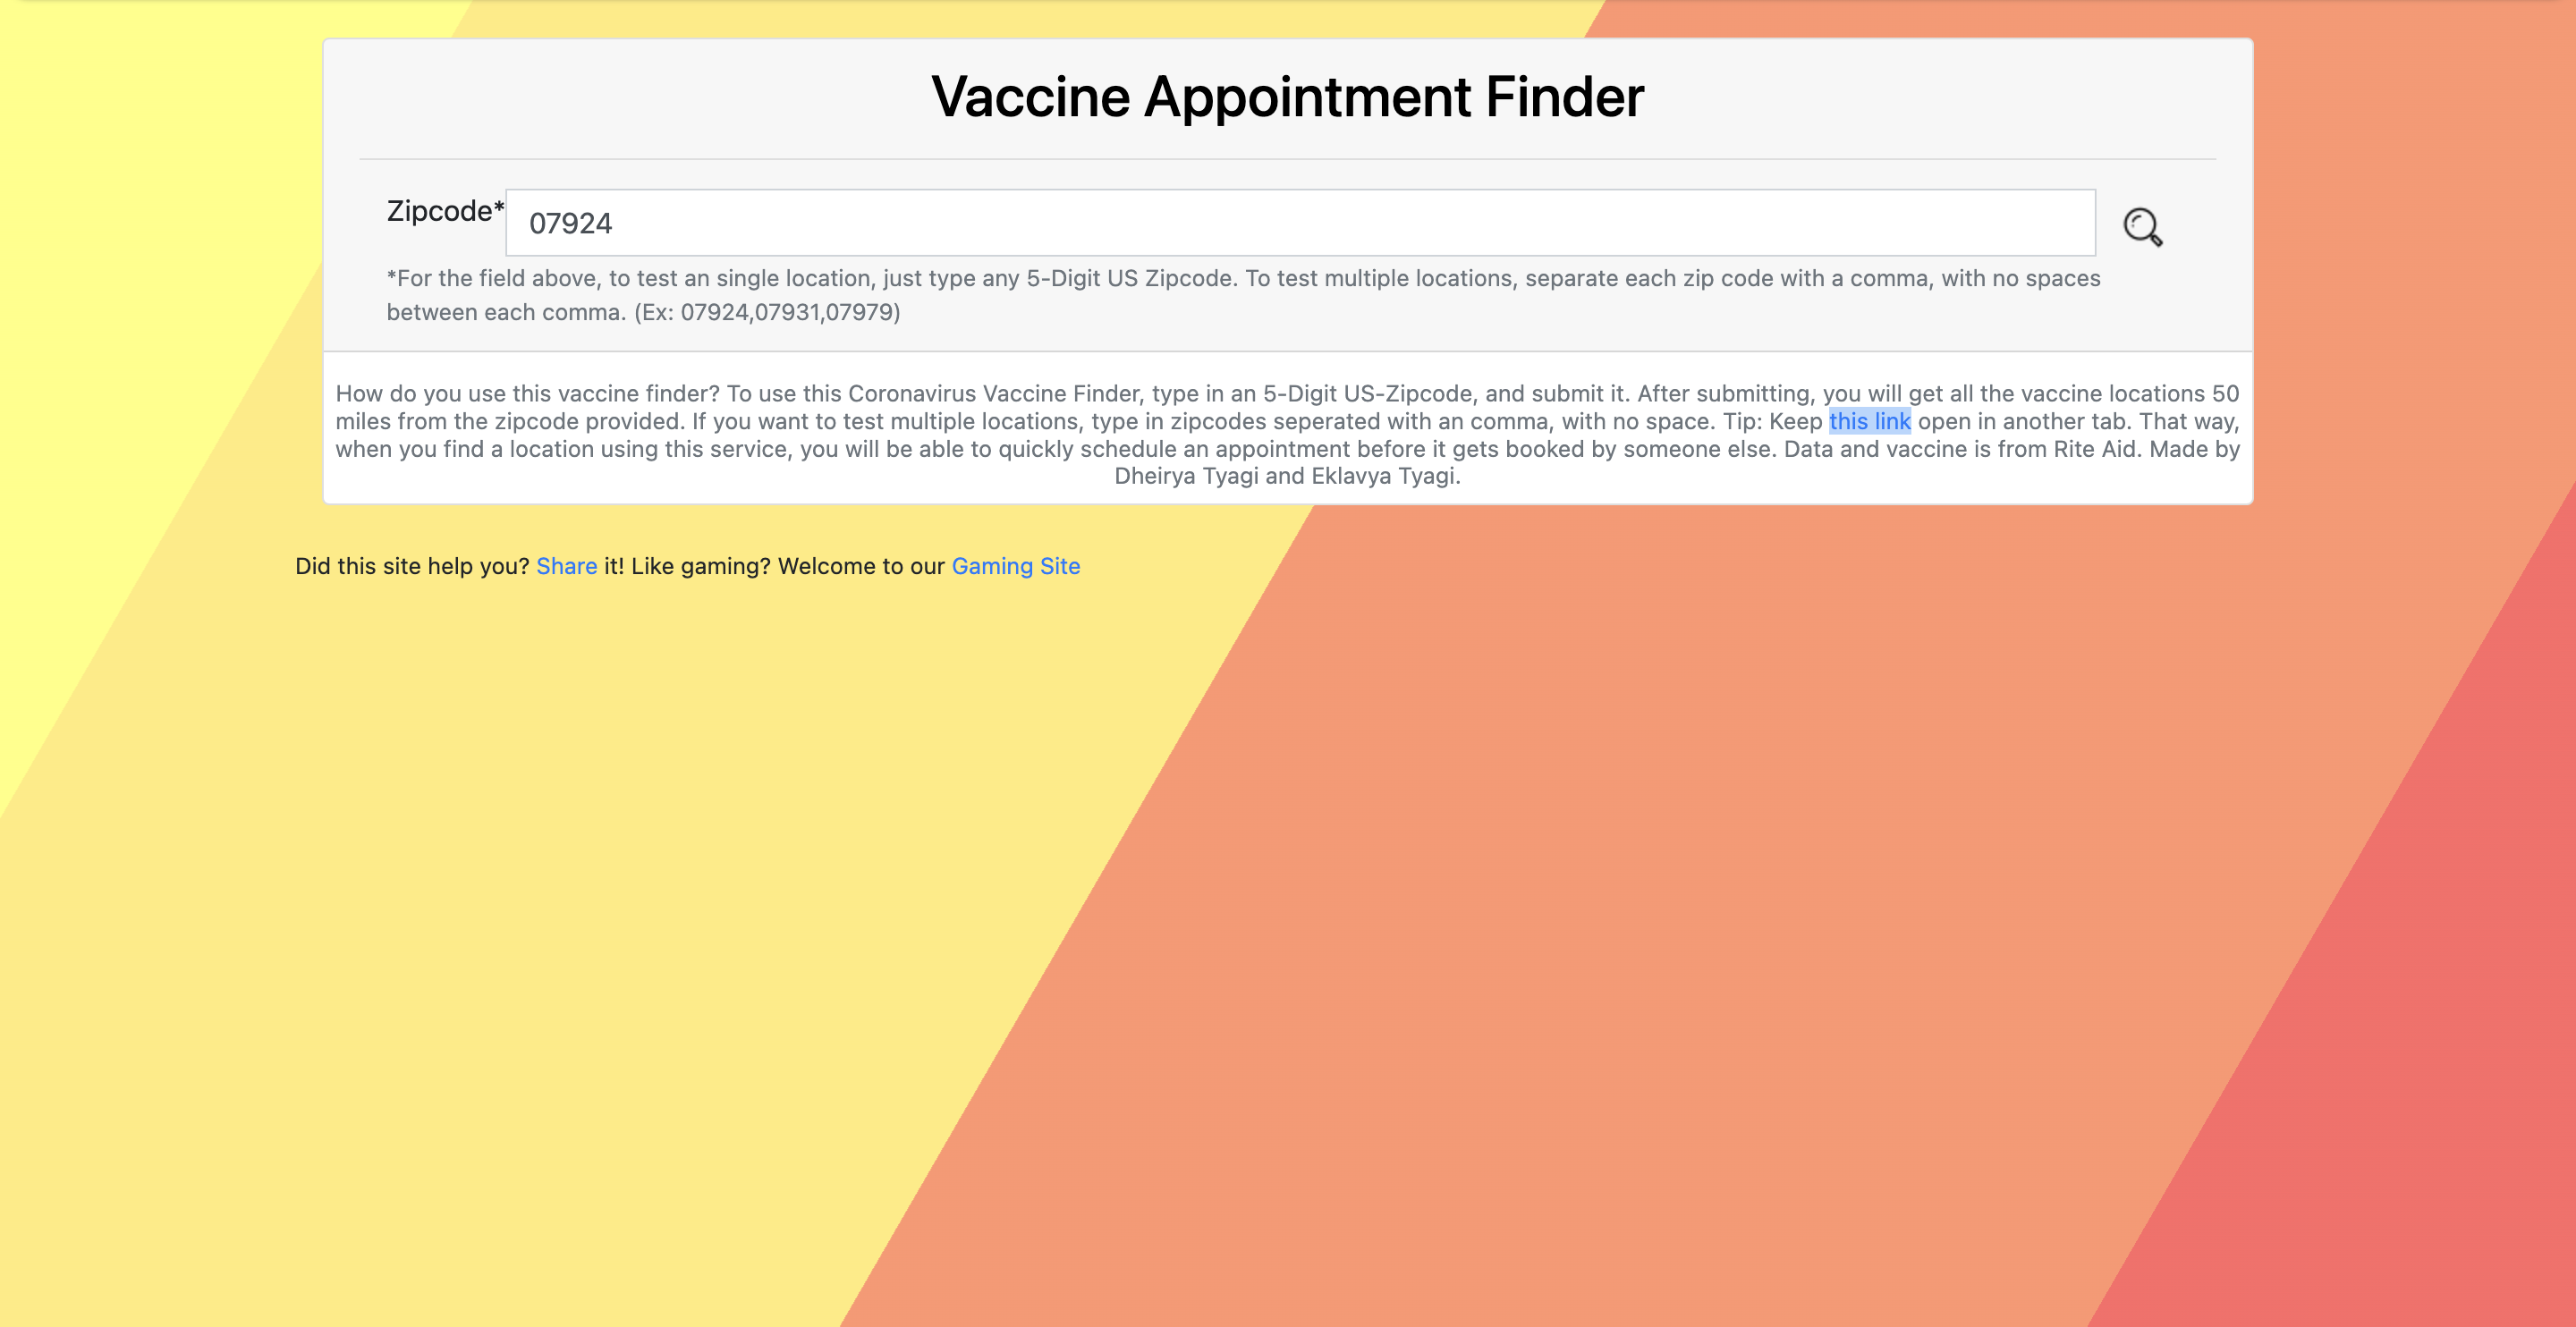 Vaccine Appointment Finder
Zipcode*
07924
*For the field above, to test an single location, just type any 5-Digit US Zipcode. To test multiple locations, separate each zip code with a comma, with no spaces
between each comma. (Ex: 07924,07931,07979)
How do you use this vaccine finder? To use this Coronavirus Vaccine Finder, type in an 5-Digit US-Zipcode, and submit it. After submitting, you will get all the vaccine locations 50
miles from the zipcode provided. If you want to test multiple locations, type in zipcodes seperated with an comma, with no space. Tip: Keep this link open in another tab. That way,
when you find a location using this service, you will be able to quickly schedule an appointment before it gets booked by someone else. Data and vaccine is from Rite Aid. Made by
Dheirya Tyagi and Eklavya Tyagi.
Did this site help you? Share it! Like gaming? Welcome to our Gaming Site